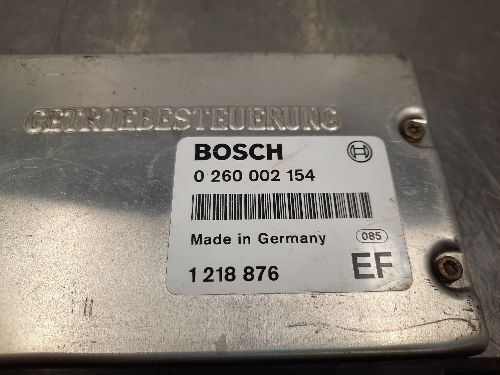 GETRIEBESTEUERUNG
BOSCH
0 260 002 154
Made in Germany 085
1 218 876 EF